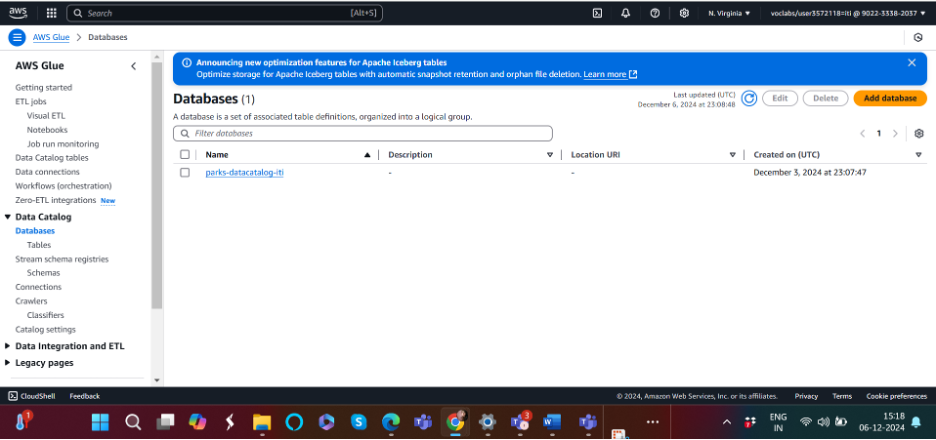 aws
Search [Alt+S]
N. Virginia
voclabs/user3572118=iti @ 9022-3338-2037
AWS Glue > Databases
AWS Glue
Getting started
ETL jobs
Visual ETL
Notebooks
Job run monitoring
Data Catalog tables
Data connections
Workflows (orchestration)
Zero-ETL integrations New
Data Catalog
Databases
Tables
Stream schema registries
Schemas
Connections
Crawlers
Classifiers
Catalog settings
Data Integration and ETL
Legacy pages
Announcing new optimization features for Apache Iceberg tables
Optimize storage for Apache Iceberg tables with automatic snapshot retention and orphan file deletion. Learn more
Databases (1)
Last updated (UTC)
December 6, 2024 at 23:08:48
Edit
Delete
Add database
A database is a set of associated table definitions, organized into a logical group.
Filter databases
1
Name Description Location URI Created on (UTC)
parks-datacatalog-iti - - December 3, 2024 at 23:07:47
CloudShell Feedback
© 2024, Amazon Web Services, Inc. or its affiliates. Privacy Terms Cookie preferences
1
3
ENG
IN
15:18
06-12-2024